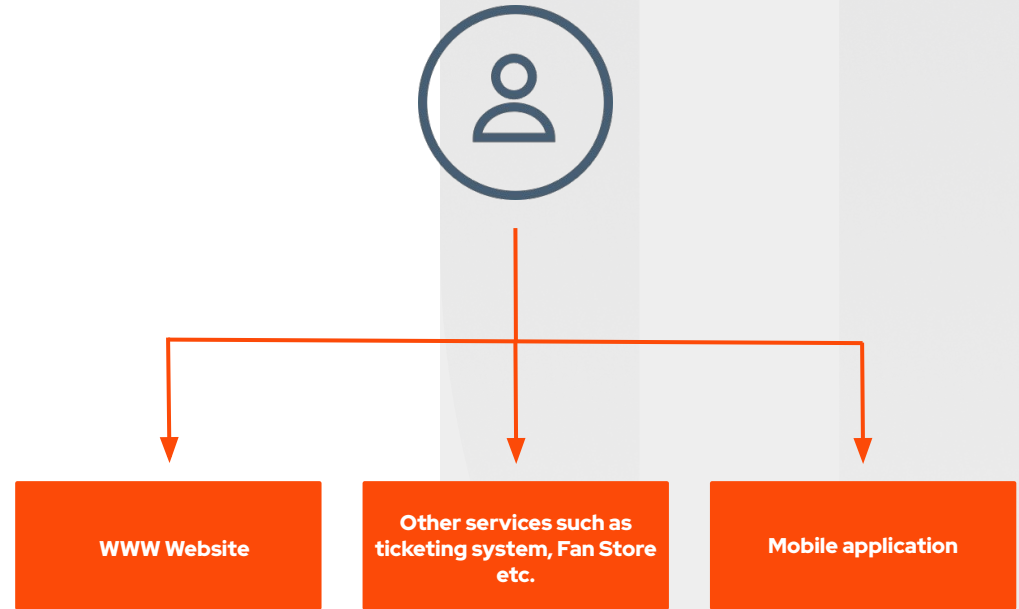 WWW Website
Other services such as
ticketing system, Fan Store
etc.
Mobile application